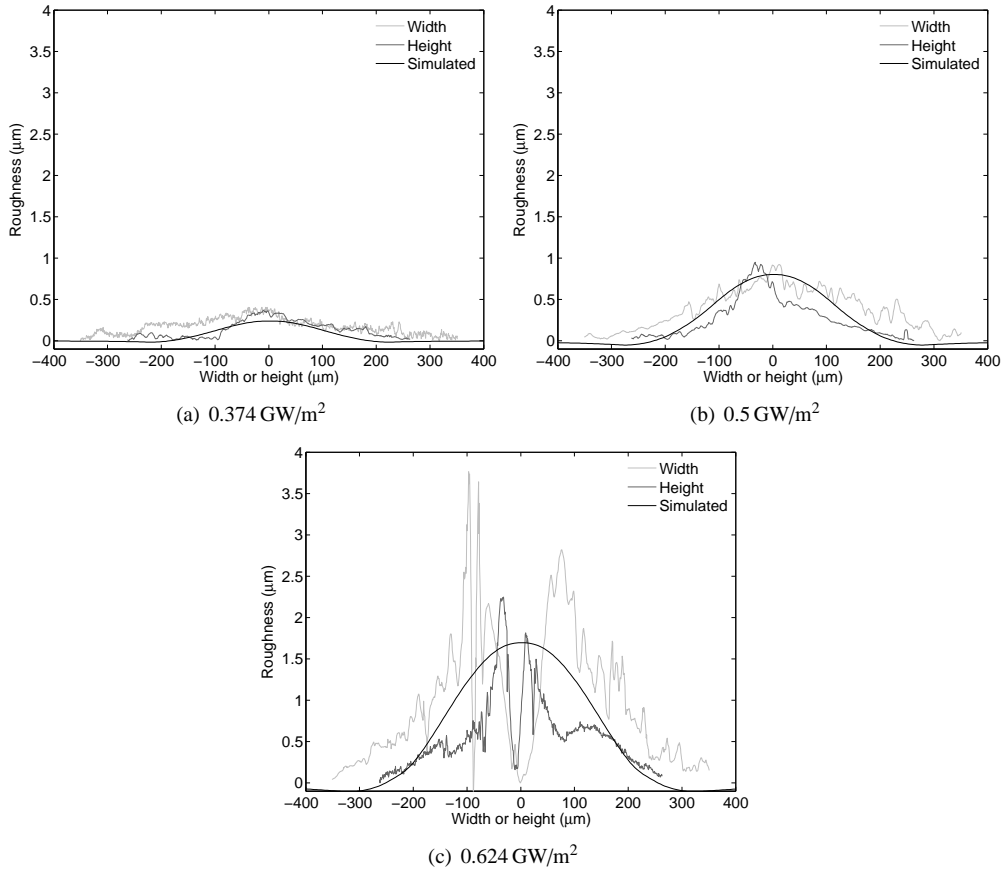 4
3.5
3
2.5
2
1.5
1
0.5
0
−400 −300 −200 −100 0 100 200 300 400
Roughness (μm)
Width or height (μm)
Width
Height
Simulated
(a) 0.374 GW/m²
4
3.5
3
2.5
2
1.5
1
0.5
0
−400 −300 −200 −100 0 100 200 300 400
Roughness (μm)
Width or height (μm)
Width
Height
Simulated
(b) 0.5 GW/m²
4
3.5
3
2.5
2
1.5
1
0.5
0
−400 −300 −200 −100 0 100 200 300 400
Roughness (μm)
Width or height (μm)
Width
Height
Simulated
(c) 0.624 GW/m²